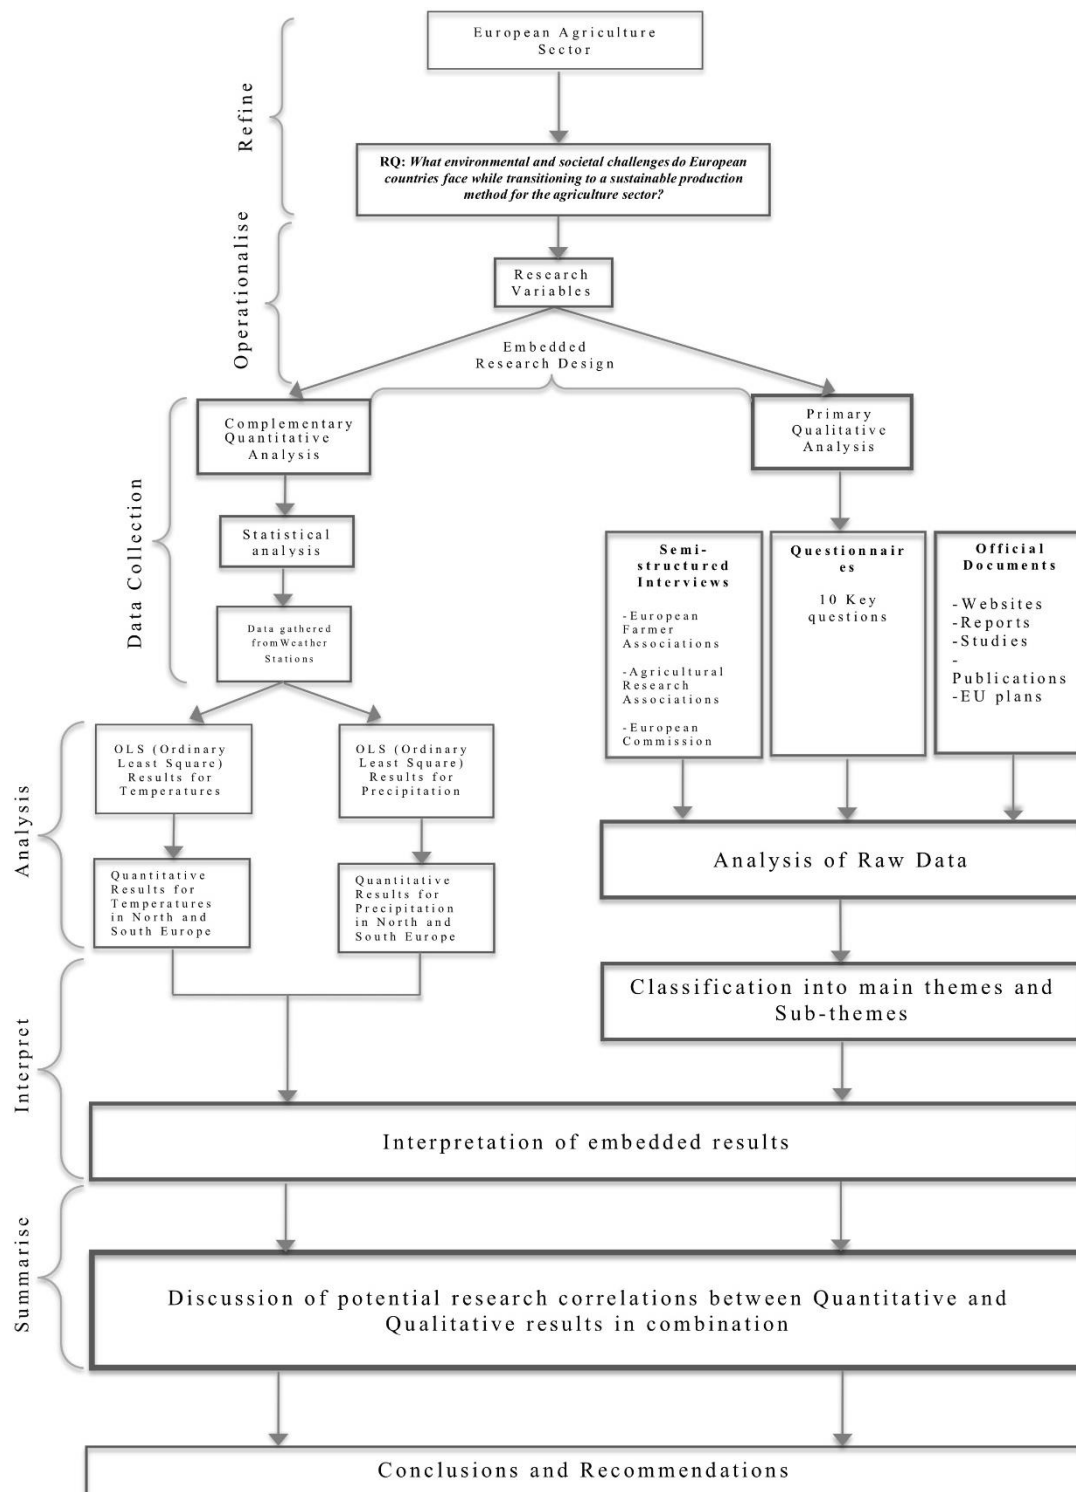 European Agriculture
Sector
Refine
RQ: What environmental and societal challenges do European
countries face while transitioning to a sustainable production
method for the agriculture sector?
Operationalise
Research
Variables
Embedded
Research Design
Complementary
Quantitative
Analysis
Primary
Qualitative
Analysis
Data Collection
Statistical
analysis
Data gathered
fromWeather
Stations
Semi-
structured
Interviews
-European
Farmer
Associations
-Agricultural
Research
Associations
-European
Commission
Questionnair
es
10 Key
questions
Official
Documents
-Websites
-Reports
-Studies
-
Publications
-EU plans
Analysis
OLS (Ordinary
Least Square)
Results for
Temperatures
OLS (Ordinary
Least Square)
Results for
Precipitation
Quantitative
Results for
Temperatures
in North and
South Europe
Quantitative
Results for
Precipitation
in North and
South Europe
Analysis of Raw Data
Classification into main themes and
Sub-themes
Interpret
Interpretation of embedded results
Summarise
Discussion of potential research correlations between Quantitative and
Qualitative results in combination
Conclusions and Recommendations